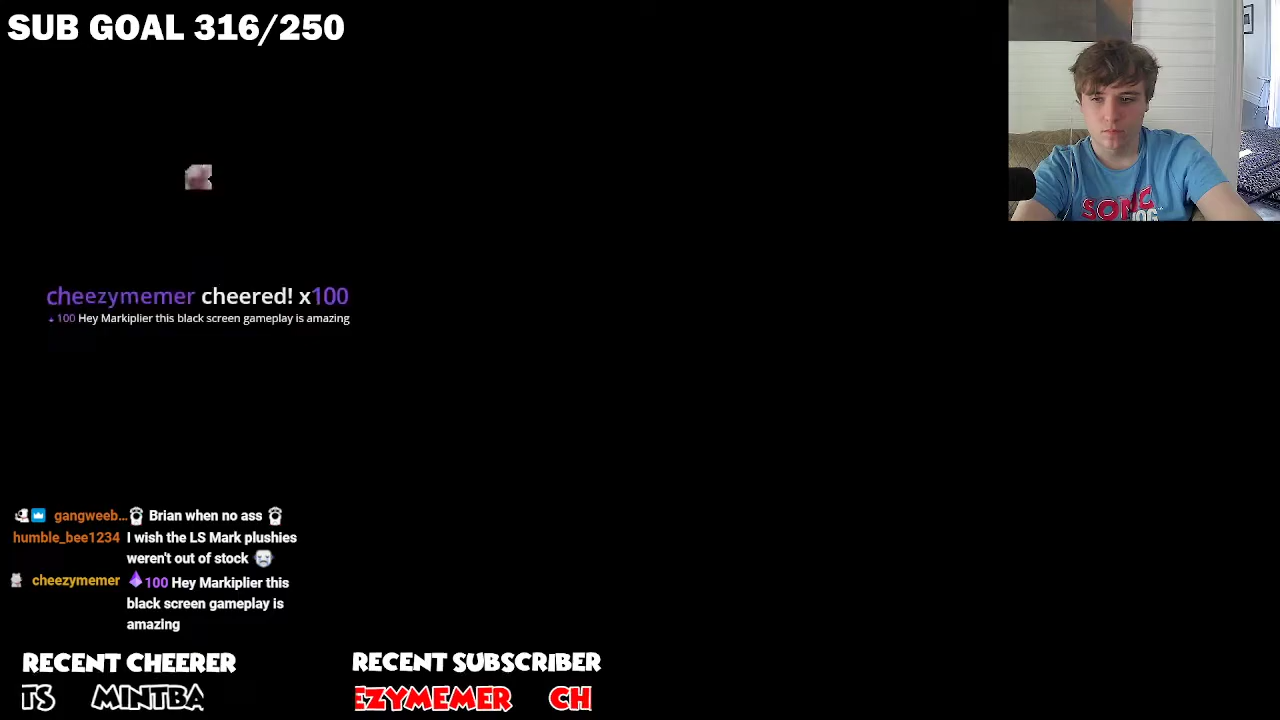 SUB GOAL 316/250
cheezymemer cheered! x100
100 Hey Markiplier this black screen gameplay is amazing
gangweeb... Brian when no ass
humble_bee1234 I wish the LS Mark plushies
weren't out of stock
cheezymemer 100 Hey Markiplier this
black screen gameplay is
amazing
RECENT CHEERER
TS MINTBA
RECENT SUBSCRIBER
EZYMEMER CH
SONIC